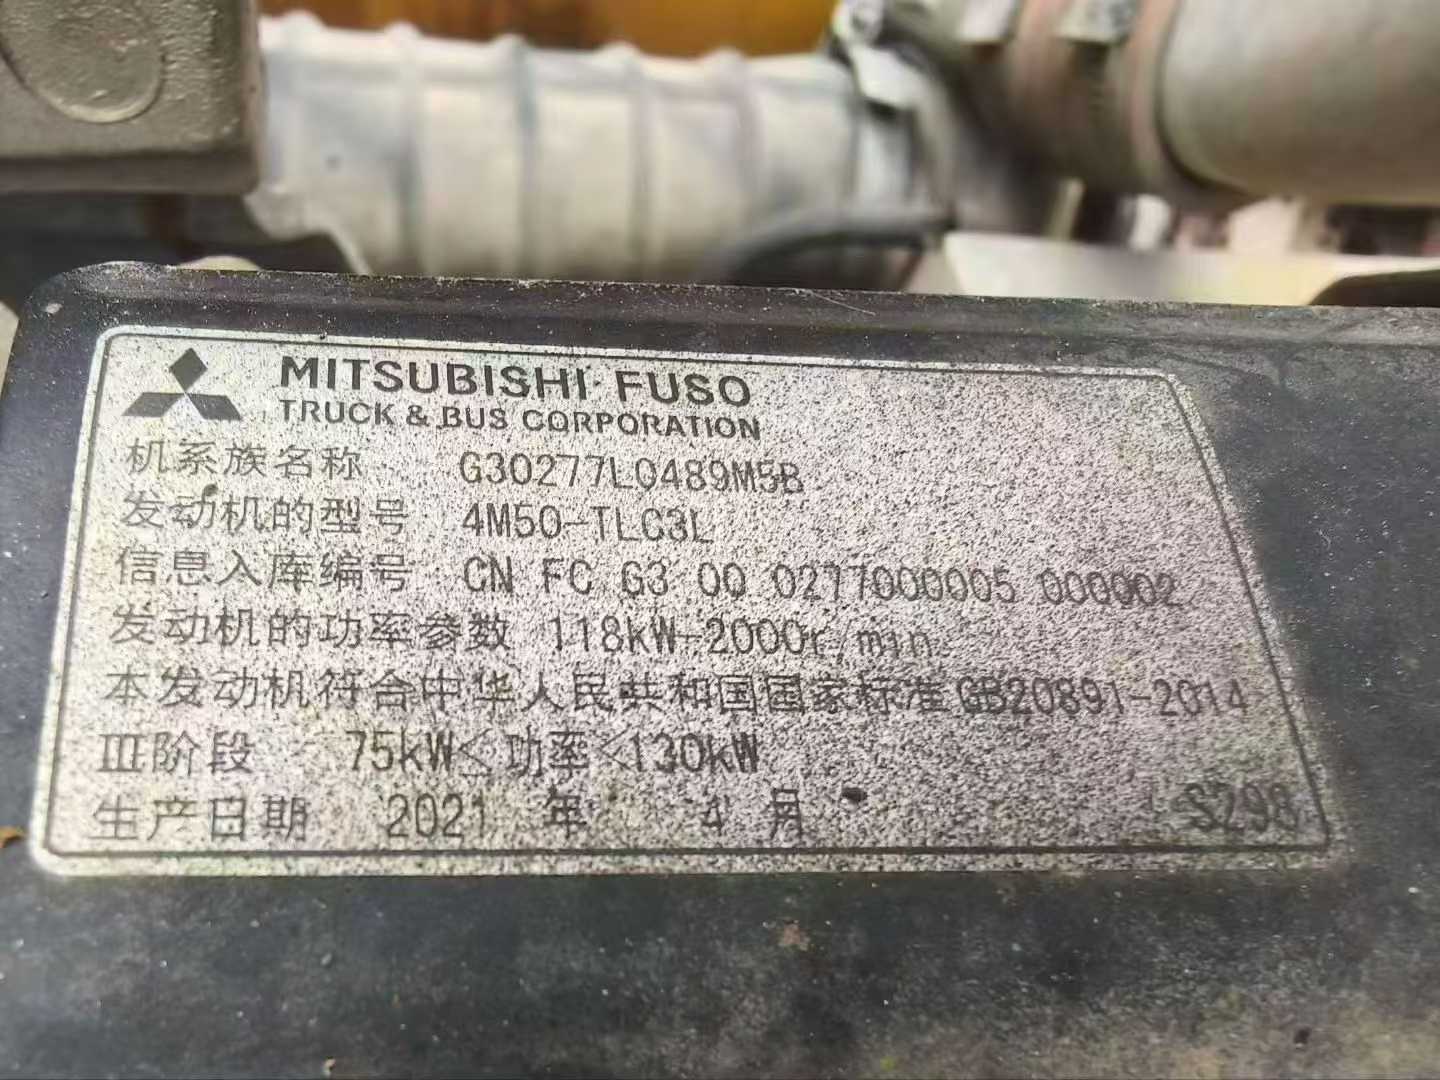 MITSUBISHI FUSO
TRUCK & BUS CORPORATION
机系族名称 G30277L0489M5B
发动机的型号 4M50-TLC3L
信息入库编号 CN FC G3 00 0277000005 000002
发动机的功率参数 118kW-2000r/min
本发动机符合中华人民共和国国家标准GB20891-2014
III阶段 75kW≤功率<130kW
生产日期 2021 年 4 月 S298